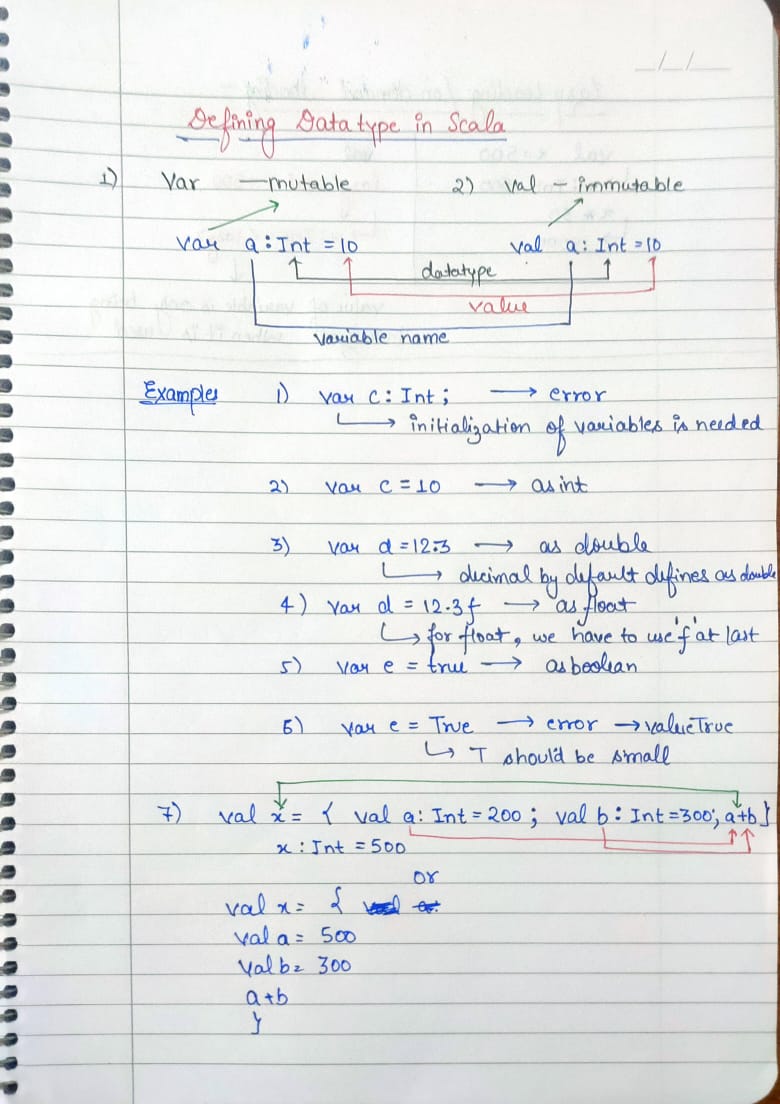 _/_/_
Defining Datatype in Scala
1) Var — mutable 2) val - immutable
var a : Int = 10 val a : Int = 10
datatype
value
variable name
Examples 1) var c : Int ; → error
→ initialization of variables is needed
2) var c = 10 → as int
3) var d = 12.3 → as double
→ decimal by default defines as double
4) var d = 12.3f → as float
→ for float, we have to use 'f' at last
5) var e = true → as boolean
6) var e = True → error → value True
→ T should be small
7) val x = { val a : Int = 200 ; val b : Int = 300 ; a+b }
x : Int = 500
or
val x = {
val a = 500
val b = 300
a+b
}